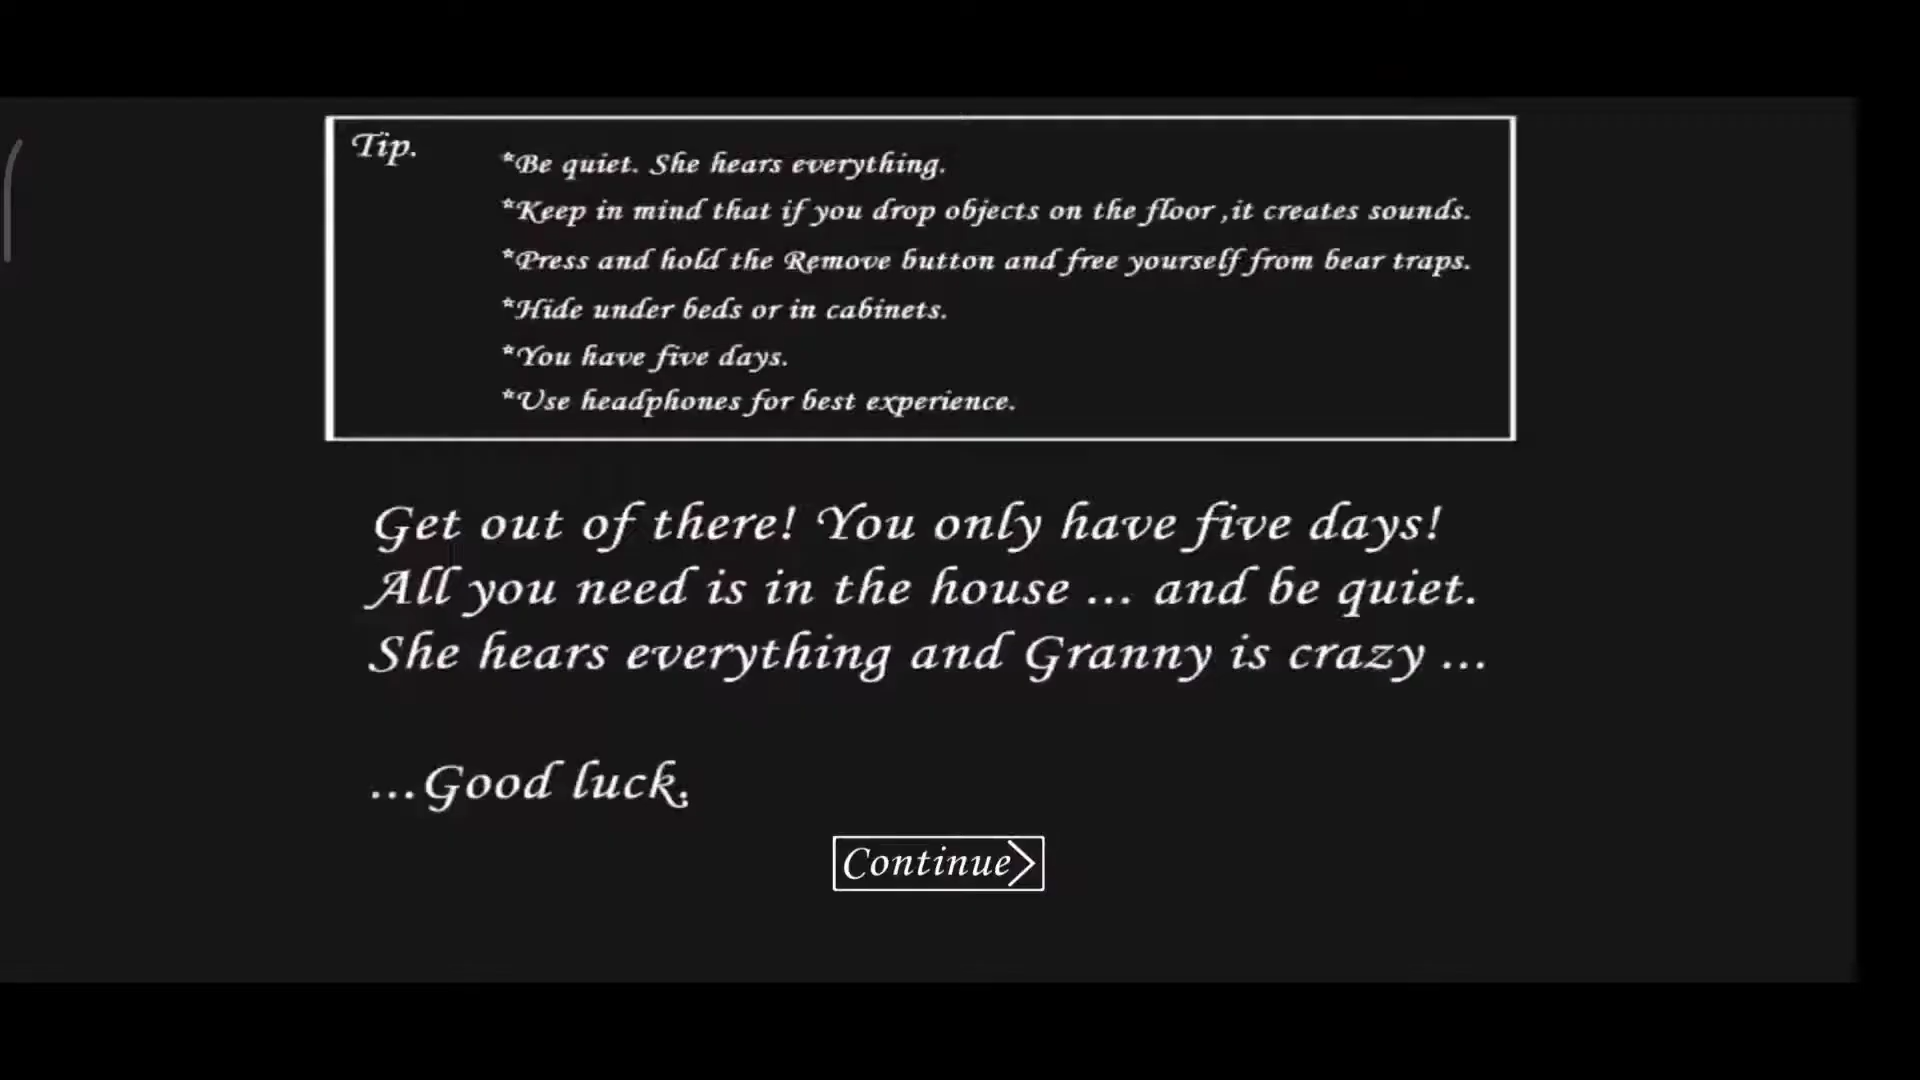 Tip.
*Be quiet. She hears everything.
*Keep in mind that if you drop objects on the floor ,it creates sounds.
*Press and hold the Remove button and free yourself from bear traps.
*Hide under beds or in cabinets.
*You have five days.
*Use headphones for best experience.
Get out of there! You only have five days!
All you need is in the house ... and be quiet.
She hears everything and Granny is crazy ...
...Good luck.
Continue>